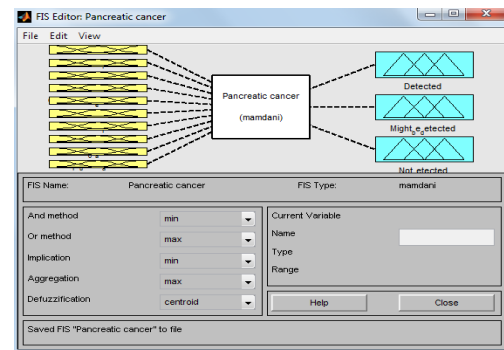 FIS Editor: Pancreatic cancer
File Edit View
Pancreatic cancer
(mamdani)
Detected
Might_e_etected
Not_etected
FIS Name: Pancreatic cancer FIS Type: mamdani
And method min
Or method max
Implication min
Aggregation max
Defuzzification centroid
Current Variable
Name
Type
Range
Help Close
Saved FIS "Pancreatic cancer" to file